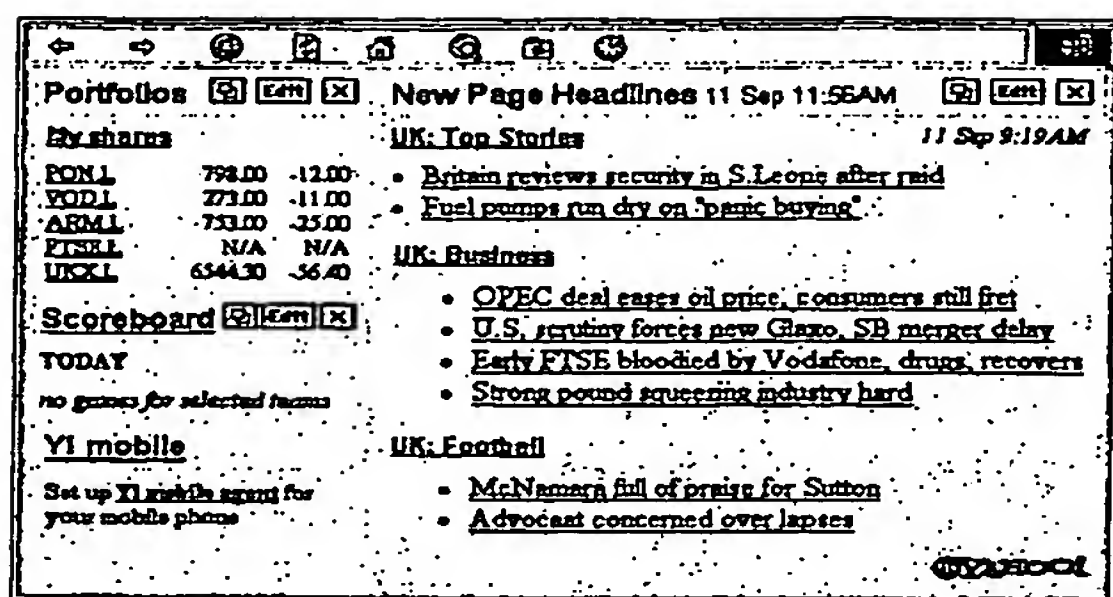 Portfolios Edit X
My shares
PON.L 798.00 -12.00
VOD.L 273.00 -11.00
ARM.L 753.00 -25.00
FTSE.L N/A N/A
UKX.L 6544.30 -56.40
Scoreboard Edit X
TODAY
no games for selected teams
Y! mobile
Set up Y! mobile agent for
your mobile phone
New Page Headlines 11 Sep 11:56AM Edit X
UK: Top Stories 11 Sep 9:19AM
• Britain reviews security in S.Leone after raid
• Fuel pumps run dry on "panic buying"
UK: Business
• OPEC deal eases oil price, consumers still fret
• U.S. scrutiny forces new Glaxo, SB merger delay
• Early FTSE bloodied by Vodafone, drugs, recovers
• Strong pound squeezing industry hard
UK: Football
• McNamara full of praise for Sutton
• Advocaat concerned over lapses
YAHOO!